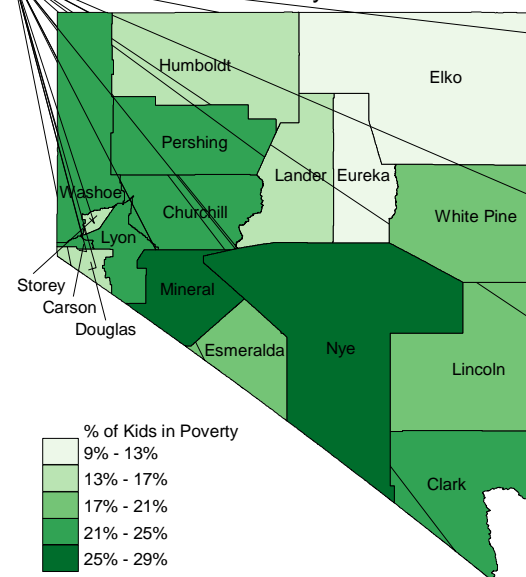 Humboldt
Elko
Pershing
Lander
Eureka
Washoe
Churchill
White Pine
Lyon
Storey
Mineral
Carson
Douglas
Esmeralda
Nye
Lincoln
% of Kids in Poverty
9% - 13%
13% - 17%
17% - 21%
21% - 25%
25% - 29%
Clark